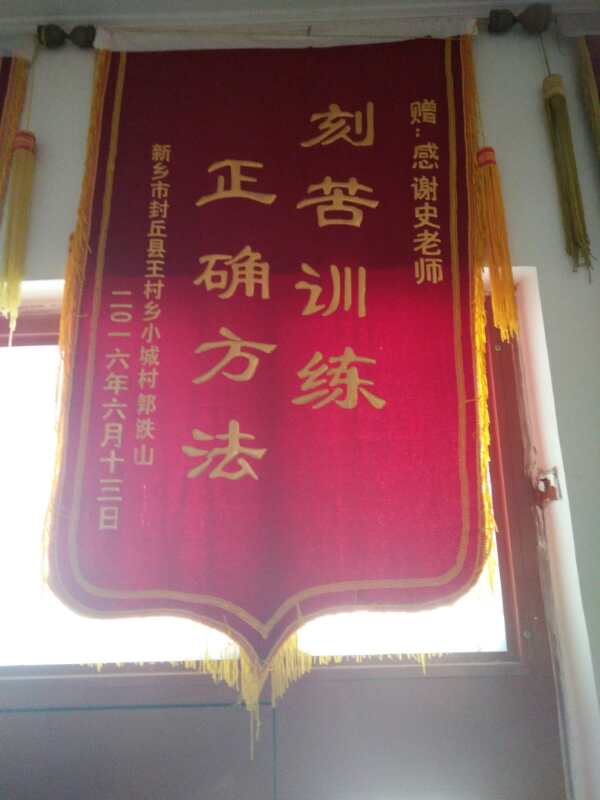 赠:感谢史老师
刻苦训练
正确方法
新乡市封丘县王村乡小城村郭铁山
二〇一六年六月十三日